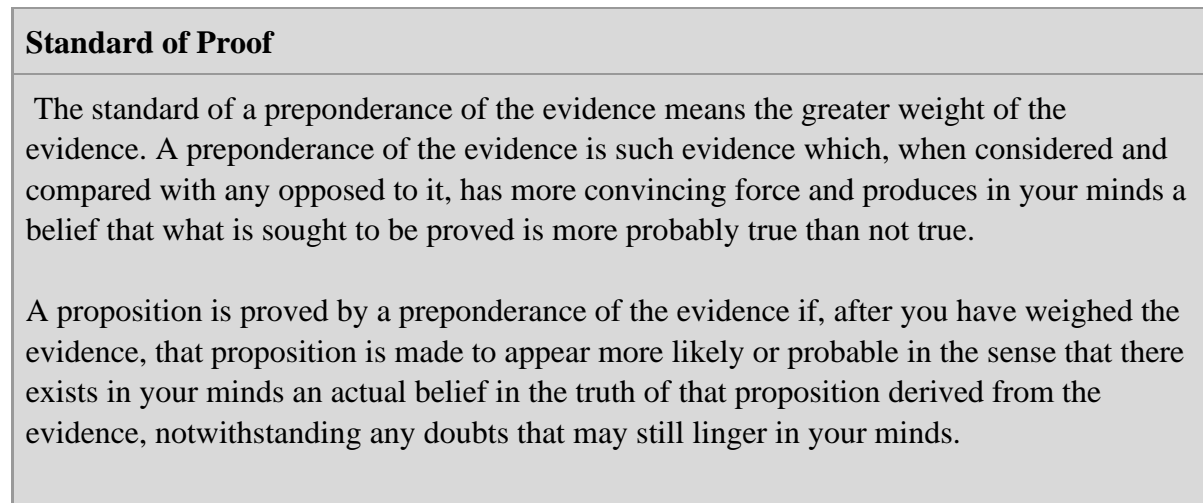 Standard of Proof
The standard of a preponderance of the evidence means the greater weight of the
evidence. A preponderance of the evidence is such evidence which, when considered and
compared with any opposed to it, has more convincing force and produces in your minds a
belief that what is sought to be proved is more probably true than not true.
A proposition is proved by a preponderance of the evidence if, after you have weighed the
evidence, that proposition is made to appear more likely or probable in the sense that there
exists in your minds an actual belief in the truth of that proposition derived from the
evidence, notwithstanding any doubts that may still linger in your minds.